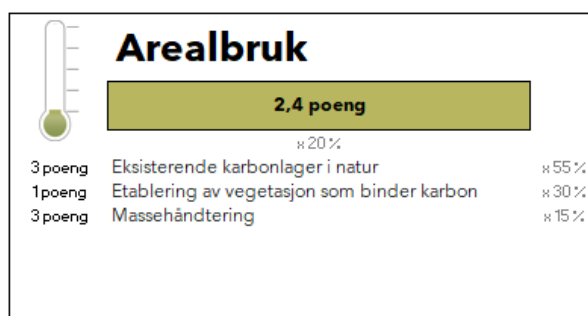 Arealbruk
2,4 poeng
x 20%
3 poeng Eksisterende karbonlager i natur x 55%
1 poeng Etablering av vegetasjon som binder karbon x 30%
3 poeng Massehåndtering x 15%